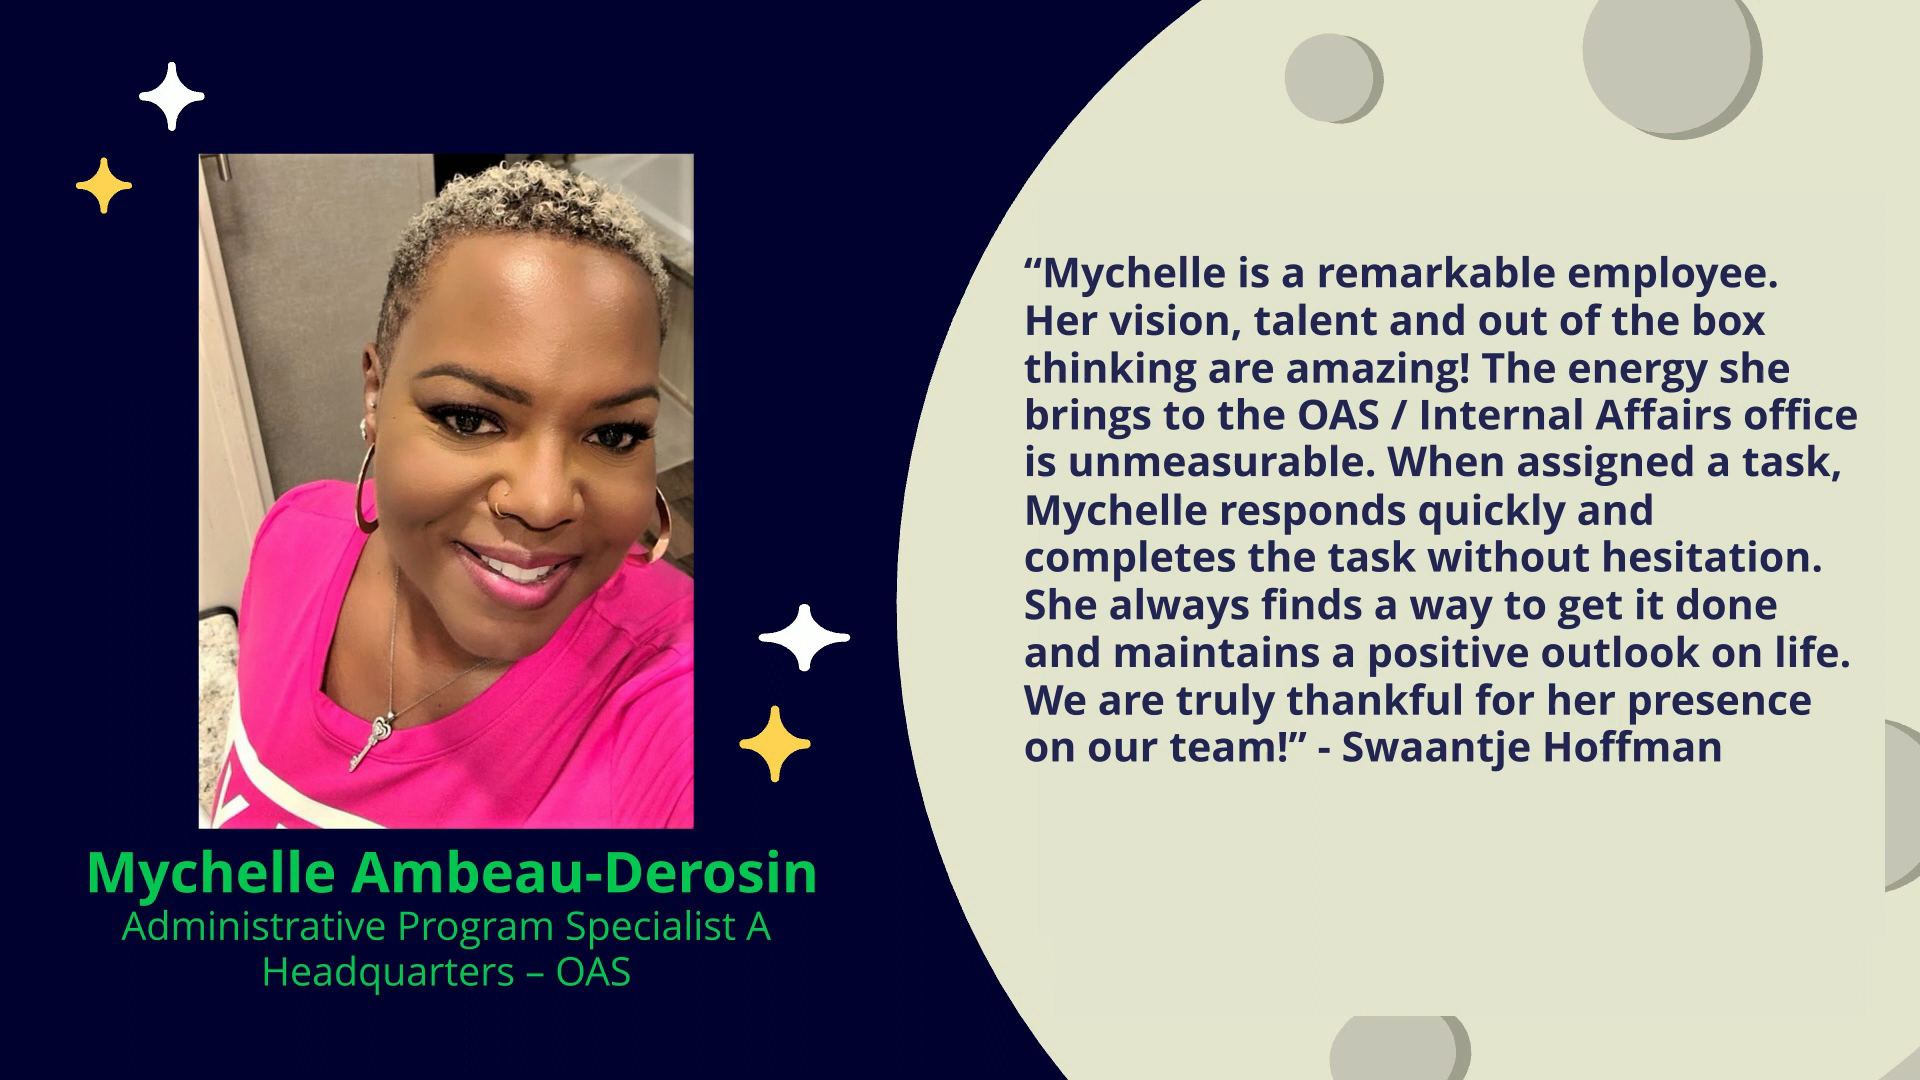 “Mychelle is a remarkable employee.
Her vision, talent and out of the box
thinking are amazing! The energy she
brings to the OAS / Internal Affairs office
is unmeasurable. When assigned a task,
Mychelle responds quickly and
completes the task without hesitation.
She always finds a way to get it done
and maintains a positive outlook on life.
We are truly thankful for her presence
on our team!” - Swaantje Hoffman
Mychelle Ambeau-Derosin
Administrative Program Specialist A
Headquarters – OAS